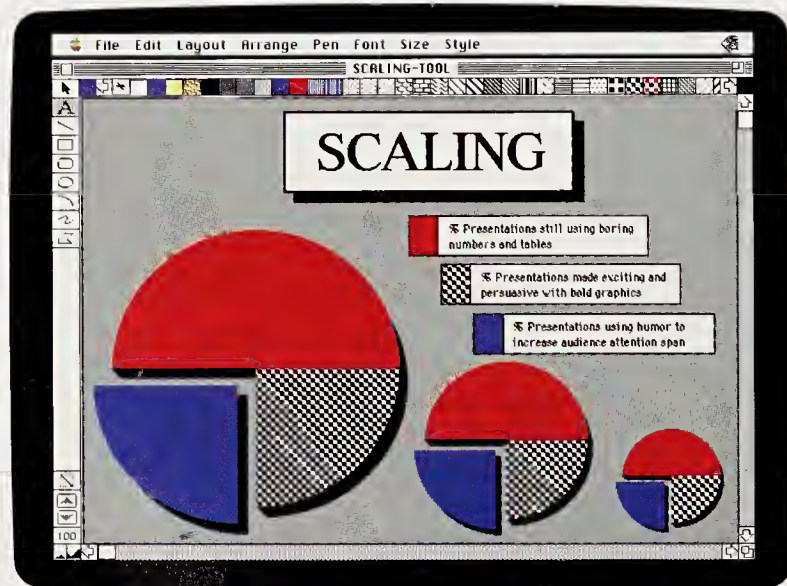 File Edit Layout Arrange Pen Font Size Style
SCALING-TOOL
A
SCALING
% Presentations still using boring
numbers and tables
% Presentations made exciting and
persuasive with bold graphics
% Presentations using humor to
increase audience attention span
100